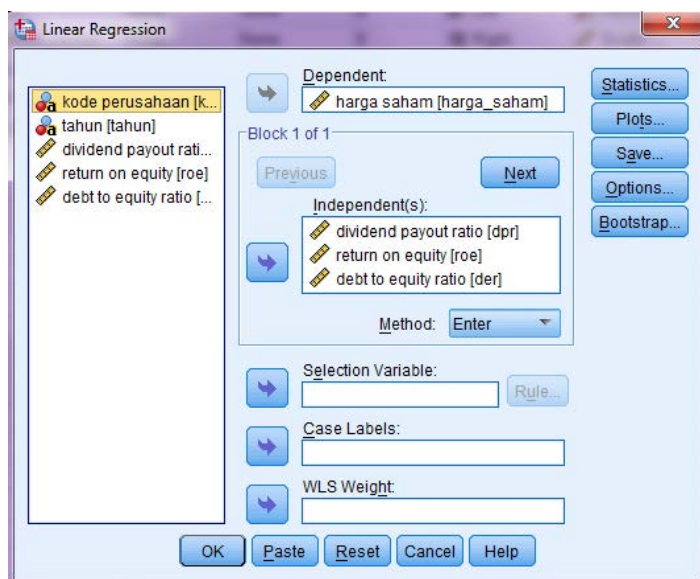 Linear Regression
kode perusahaan [k...
tahun [tahun]
dividend payout rati...
return on equity [roe]
debt to equity ratio [...
Dependent:
harga saham [harga_saham]
Block 1 of 1
Previous
Next
Independent(s):
dividend payout ratio [dpr]
return on equity [roe]
debt to equity ratio [der]
Method: Enter
Selection Variable:
Rule...
Case Labels:
WLS Weight:
Statistics...
Plots...
Save...
Options...
Bootstrap...
OK Paste Reset Cancel Help